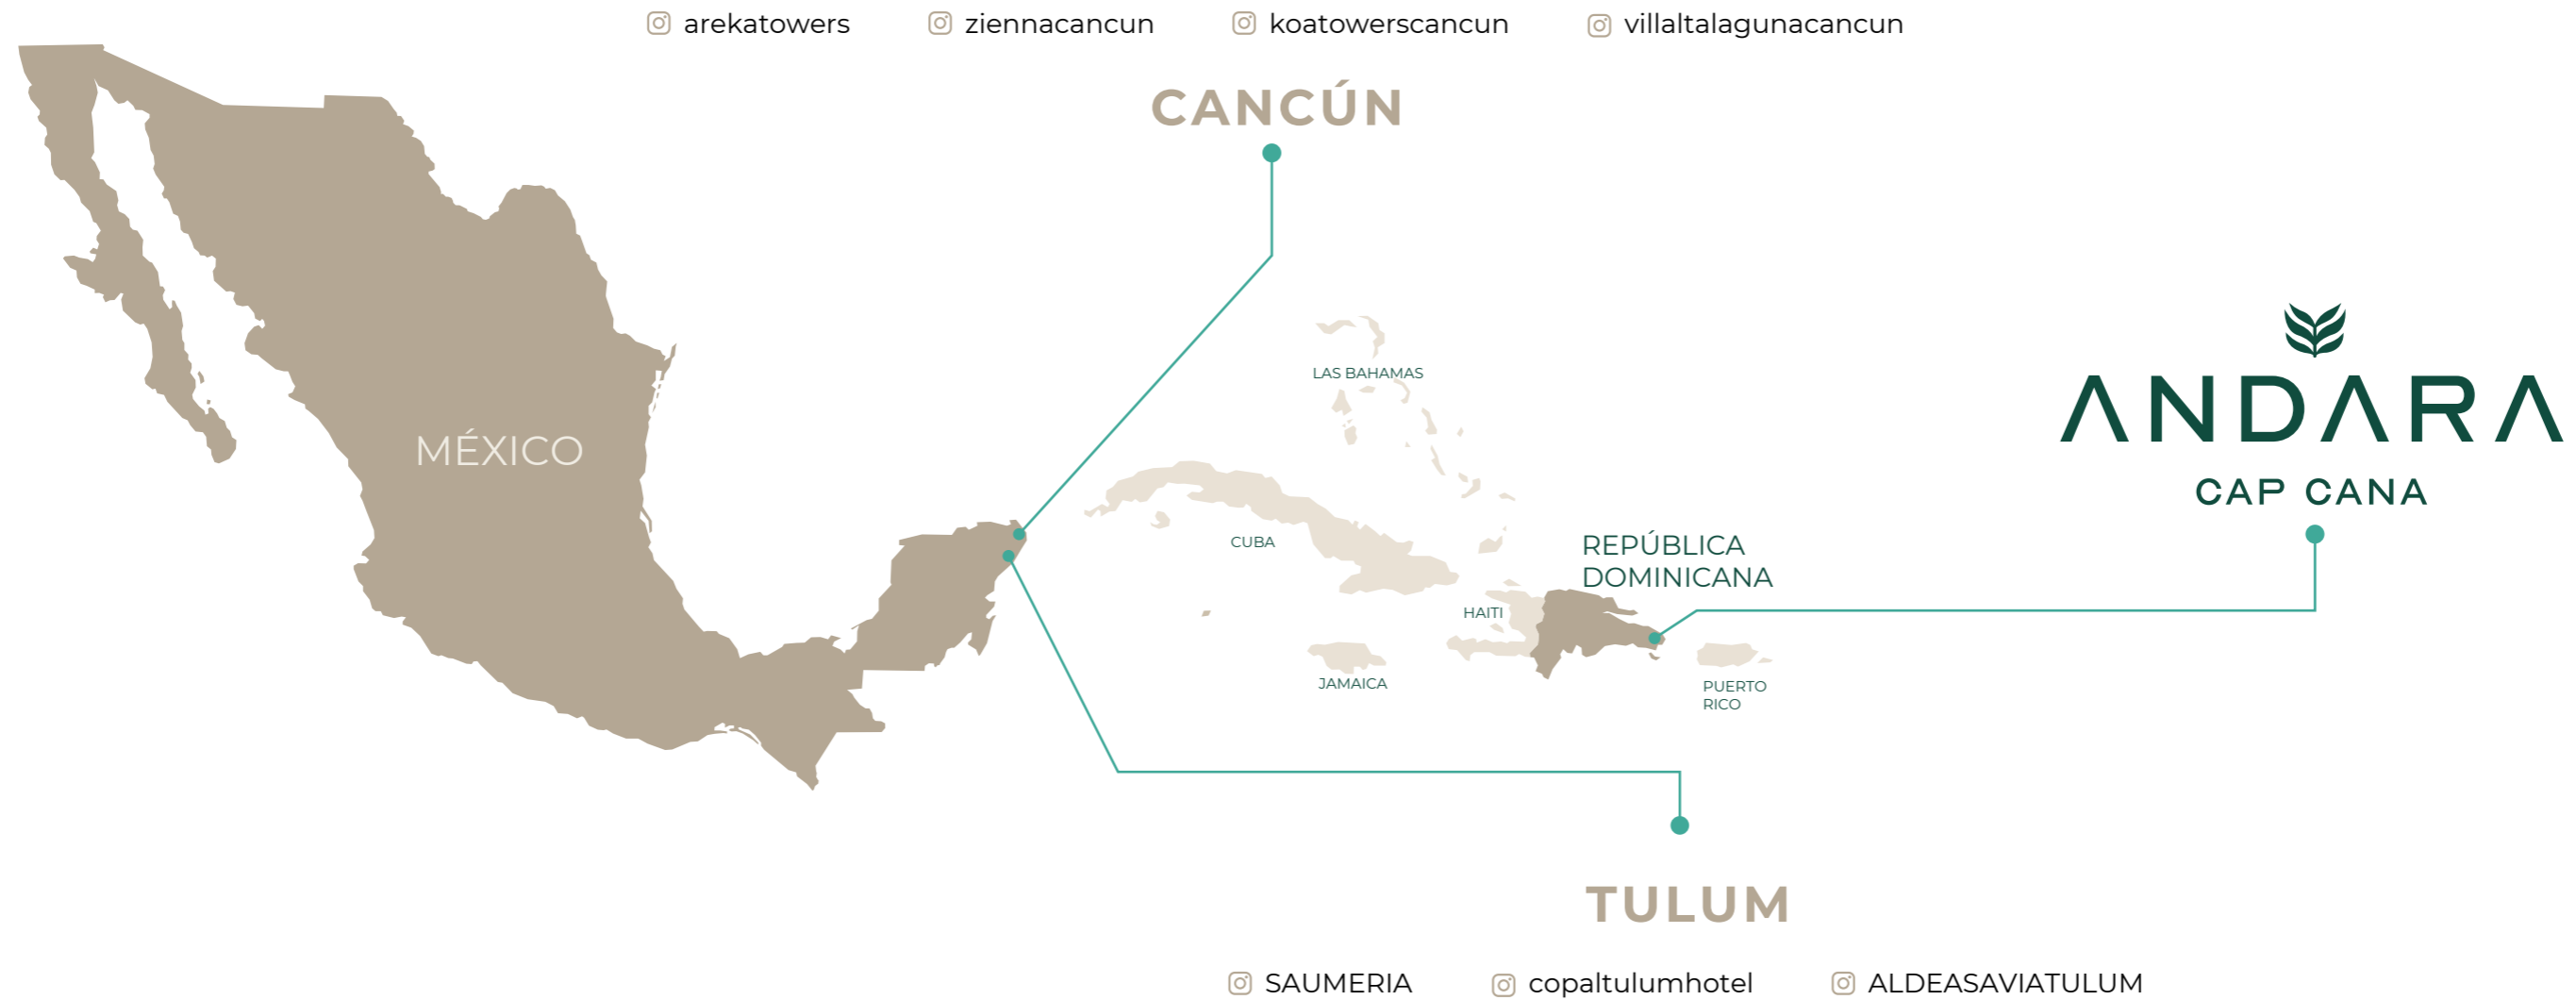 arekatowers
ziennacancun
koatowerscancun
villaltalagunacancun
CANCÚN
MÉXICO
LAS BAHAMAS
CUBA
HAITI
JAMAICA
REPÚBLICA
DOMINICANA
PUERTO
RICO
ANDARA
CAP CANA
TULUM
SAUMERIA
copaltulumhotel
ALDEASAVIATULUM